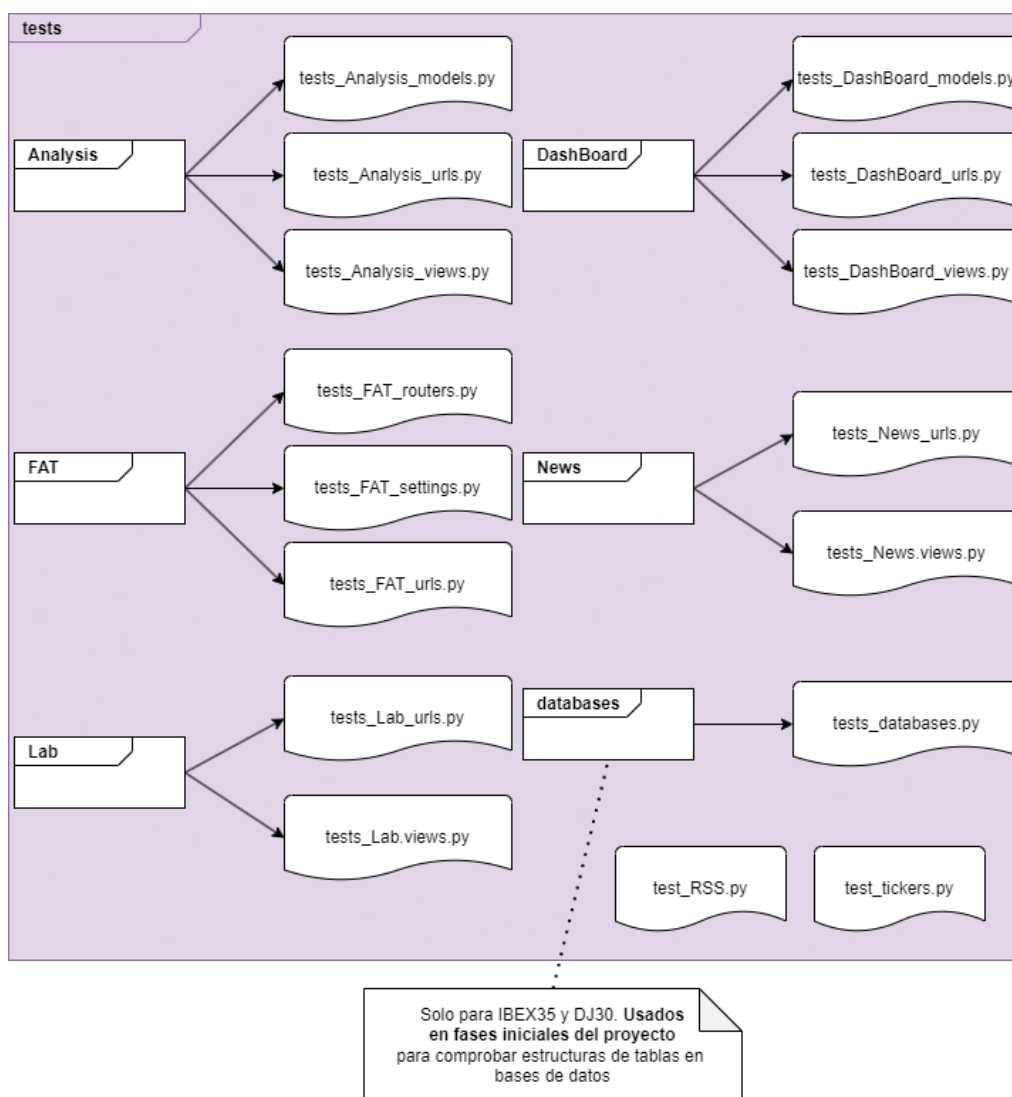 tests
Analysis
tests_Analysis_models.py
tests_Analysis_urls.py
tests_Analysis_views.py
DashBoard
tests_DashBoard_models.py
tests_DashBoard_urls.py
tests_DashBoard_views.py
FAT
tests_FAT_routers.py
tests_FAT_settings.py
tests_FAT_urls.py
News
tests_News_urls.py
tests_News.views.py
Lab
tests_Lab_urls.py
tests_Lab.views.py
databases
tests_databases.py
test_RSS.py
test_tickers.py
Solo para IBEX35 y DJ30. Usados
en fases iniciales del proyecto
para comprobar estructuras de tablas en
bases de datos